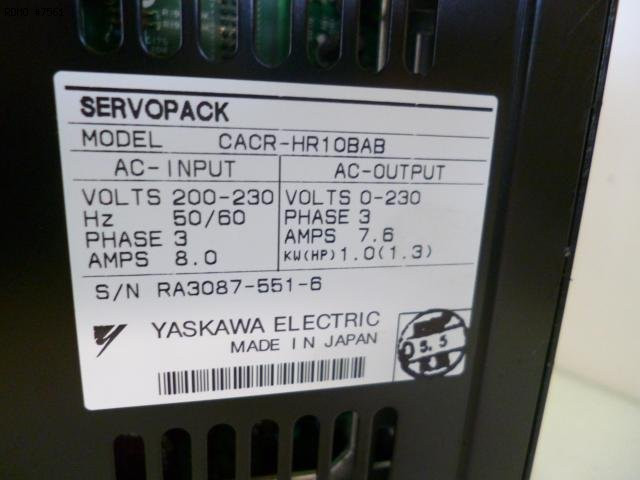 SERVOPACK
MODEL CACR-HR10BAB
AC-INPUT AC-OUTPUT
VOLTS 200-230 VOLTS 0-230
Hz 50/60 PHASE 3
PHASE 3 AMPS 7.6
AMPS 8.0 KW(HP) 1.0(1.3)
S/N RA3087-551-6
YASKAWA ELECTRIC
MADE IN JAPAN